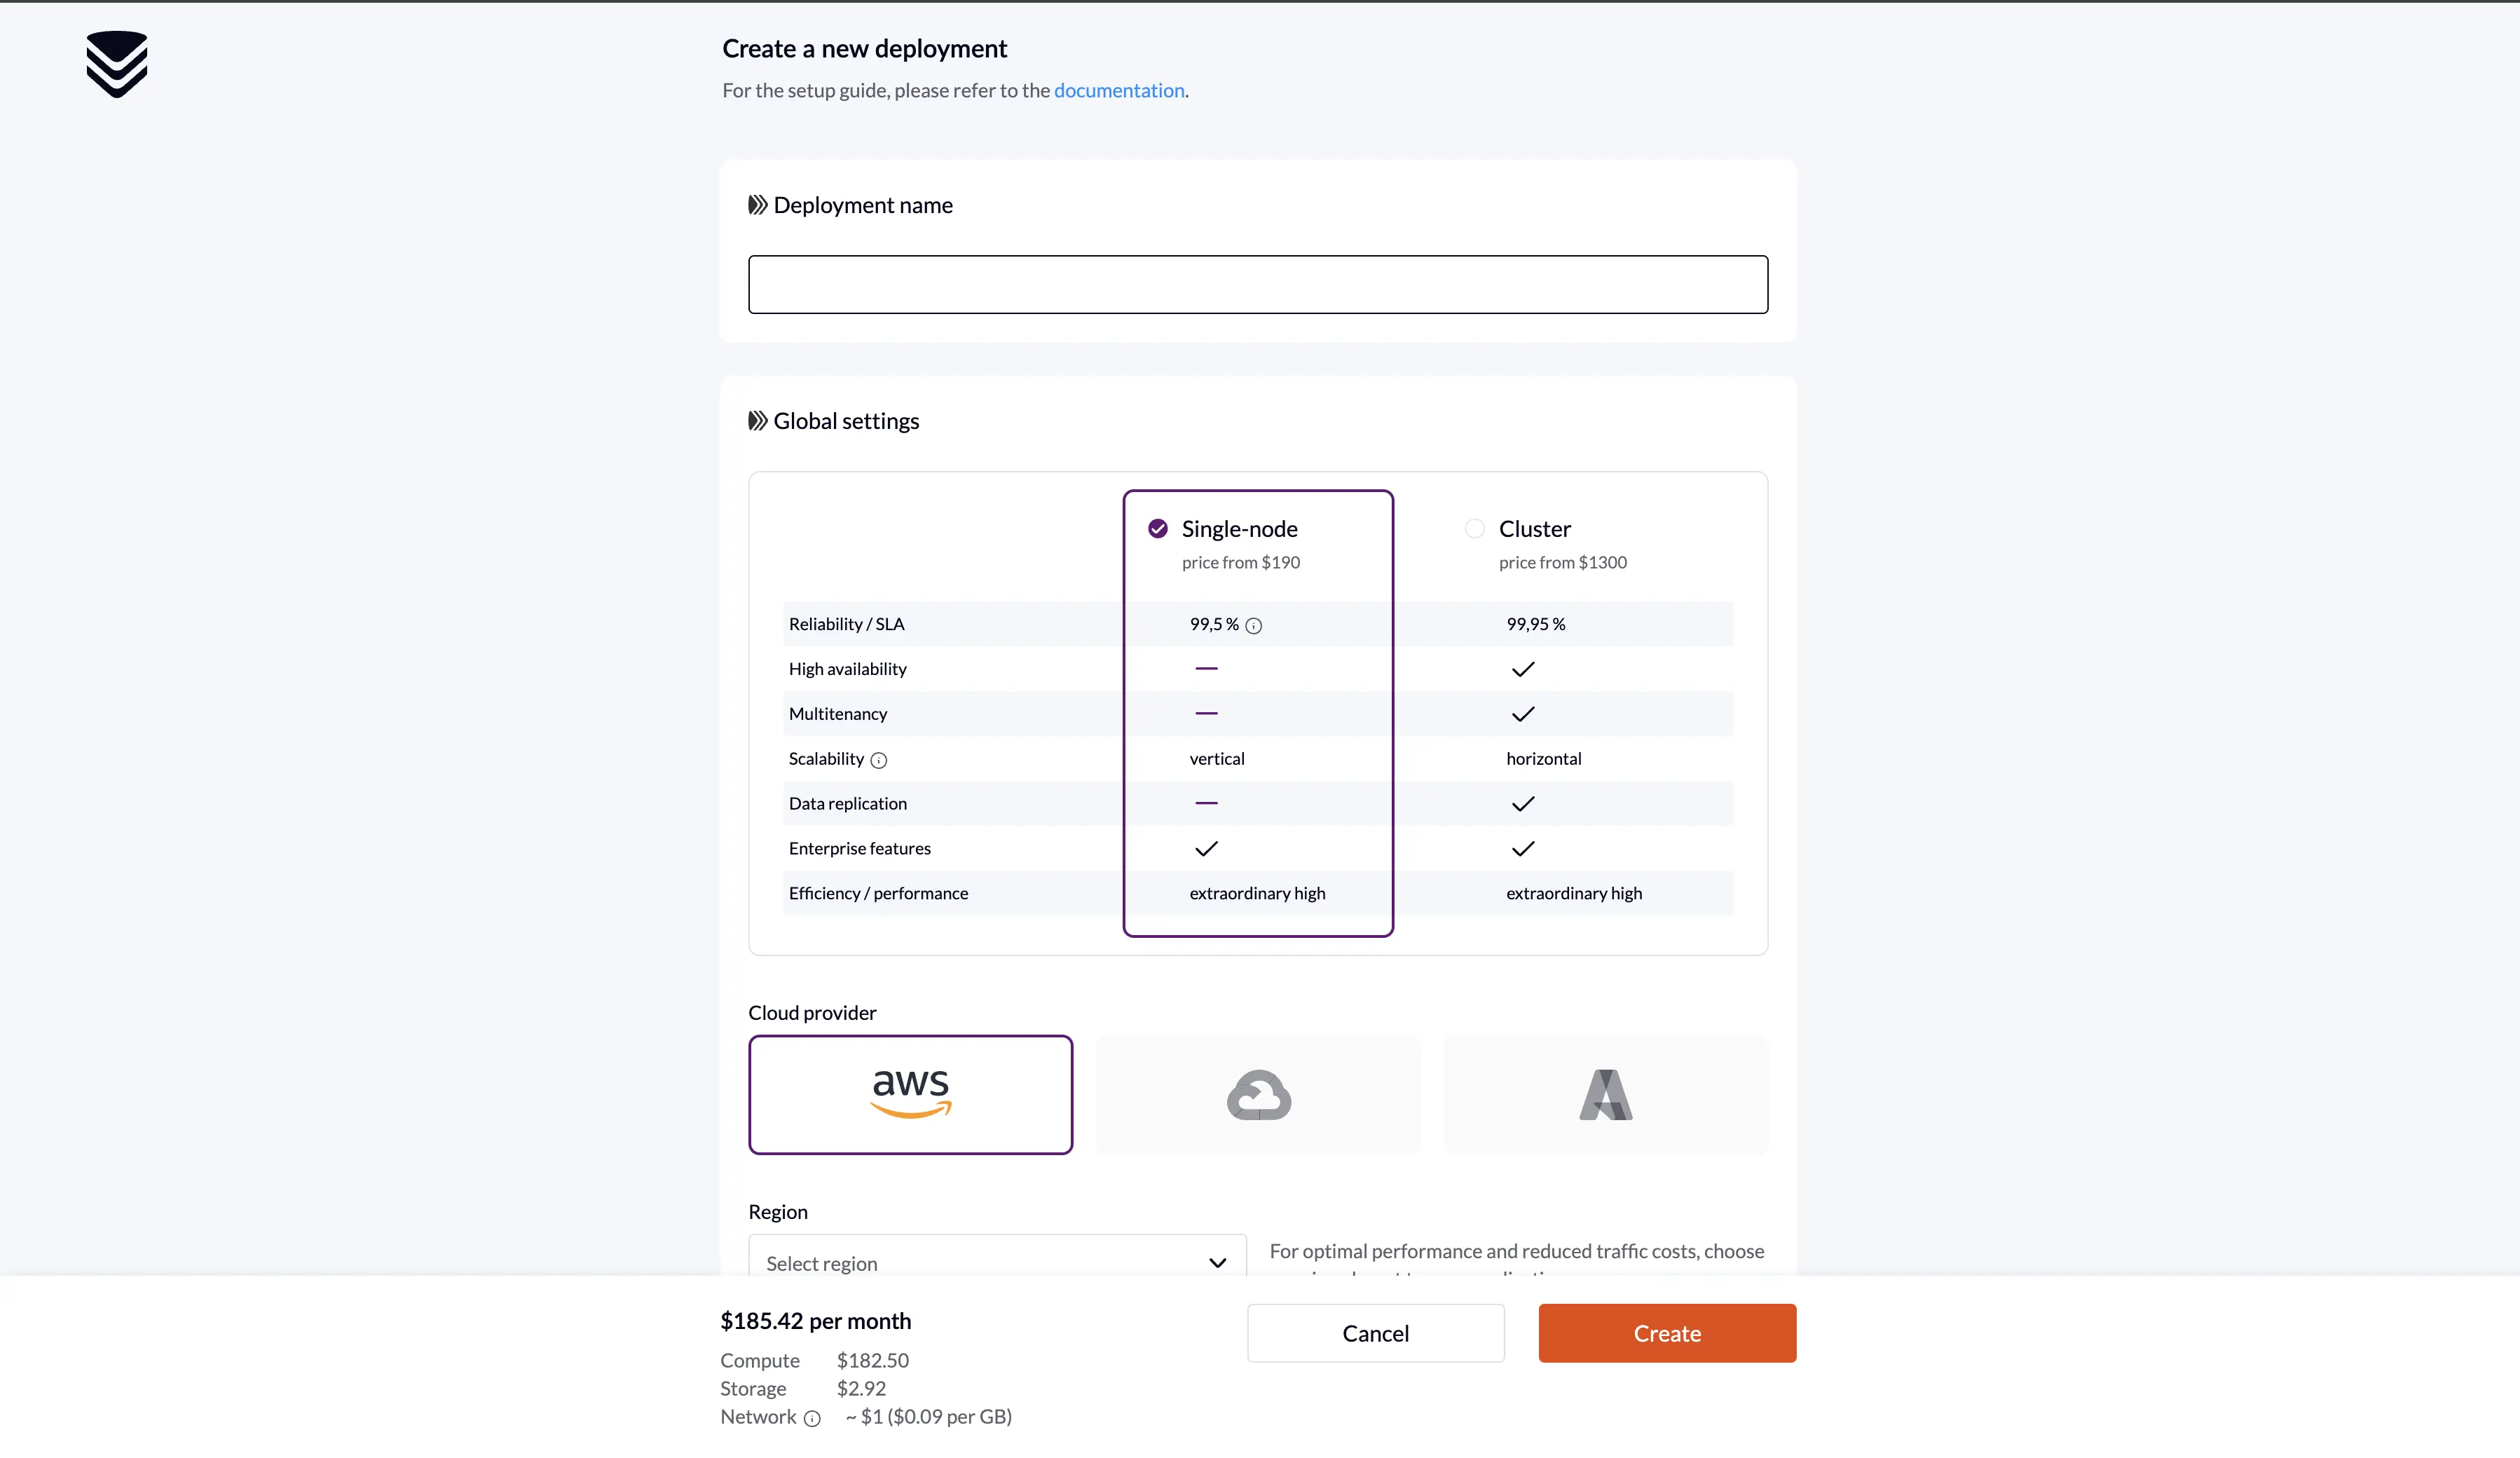 Create a new deployment
For the setup guide, please refer to the documentation.
Deployment name
Global settings
Single-node
Cluster
price from $190
price from $1300
Reliability / SLA 99,5 % 99,95 %
High availability
Multitenancy
Scalability vertical horizontal
Data replication
Enterprise features
Efficiency / performance extraordinary high extraordinary high
Cloud provider
aws
Region
Select region
For optimal performance and reduced traffic costs, choose
$185.42 per month
Cancel
Create
Compute $182.50
Storage $2.92
Network ~ $1 ($0.09 per GB)